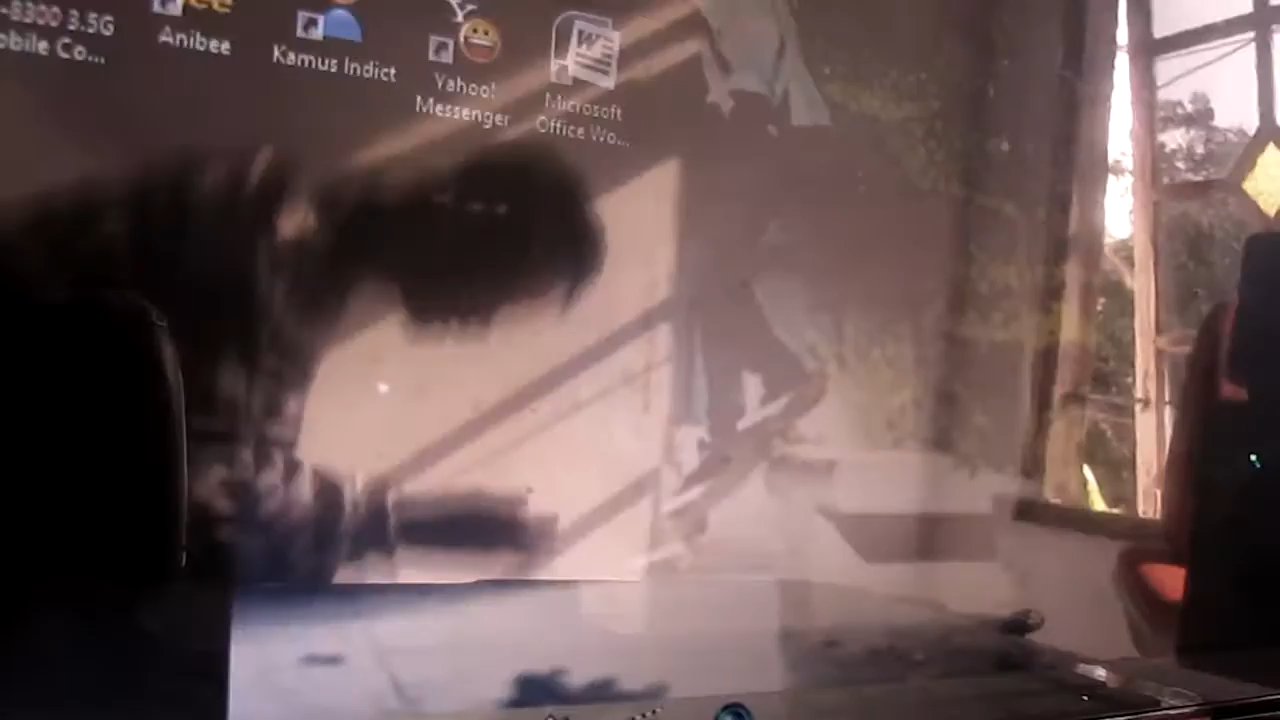 -8300 3.5G
obile Co...
Anibee
Kamus Indict
Yahoo!
Messenger
Microsoft
Office Wo...